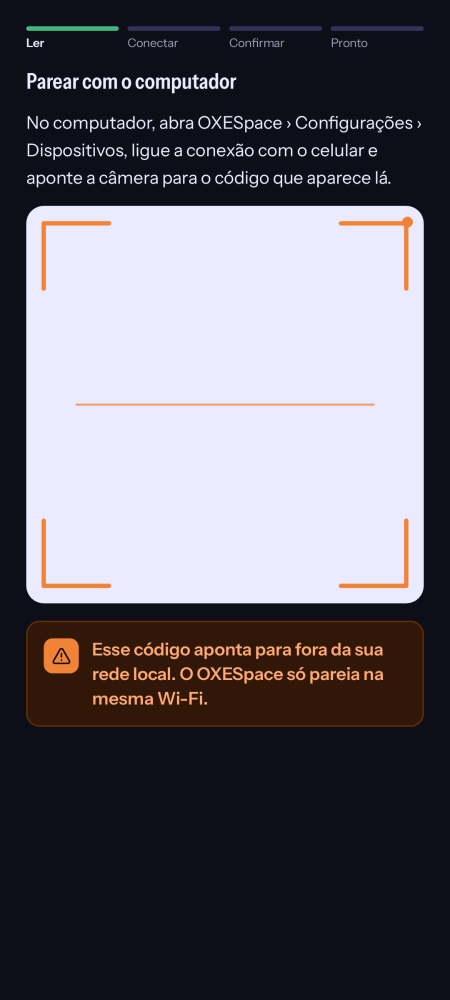 Ler
Conectar
Confirmar
Pronto
Parear com o computador
No computador, abra OXESpace › Configurações ›
Dispositivos, ligue a conexão com o celular e
aponte a câmera para o código que aparece lá.
Esse código aponta para fora da sua
rede local. O OXESpace só pareia na
mesma Wi-Fi.